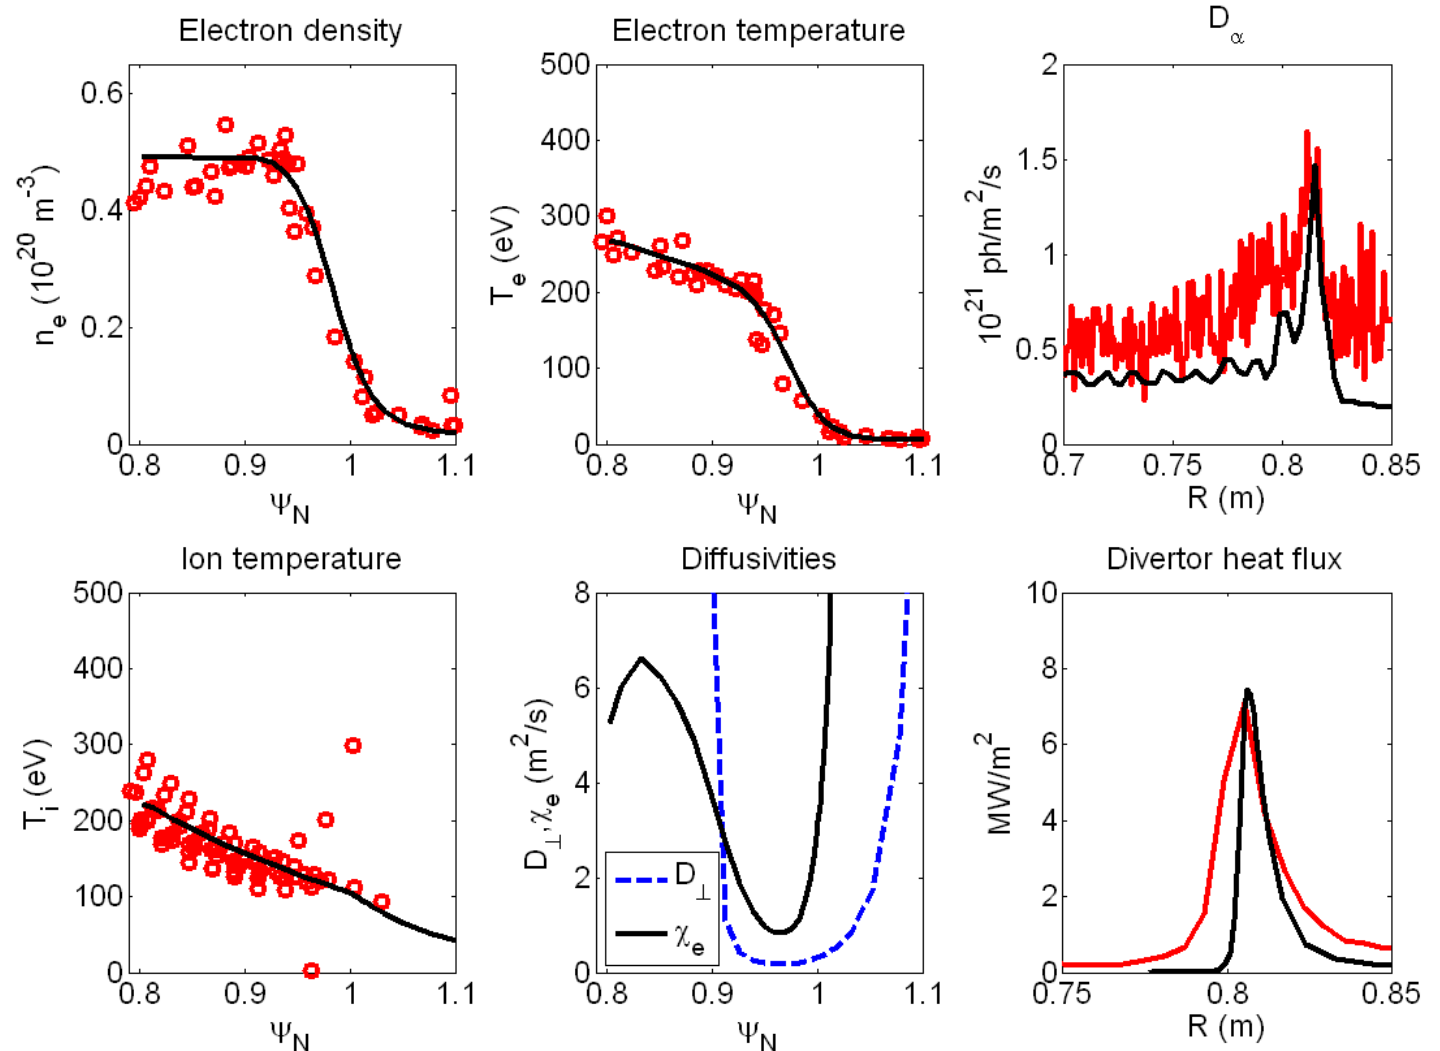 Electron density
0.6
0.4
0.2
0
0.8 0.9 1 1.1
Ψ_N
n_e (10^20 m^-3)
Electron temperature
500
400
300
200
100
0
0.8 0.9 1 1.1
Ψ_N
T_e (eV)
D_α
2
1.5
1
0.5
0
0.7 0.75 0.8 0.85
R (m)
10^21 ph/m^2/s
Ion temperature
500
400
300
200
100
0
0.8 0.9 1 1.1
Ψ_N
T_i (eV)
Diffusivities
8
6
4
2
0
D_⊥
χ_e
0.8 0.9 1 1.1
Ψ_N
D_⊥,χ_e (m^2/s)
Divertor heat flux
10
8
6
4
2
0
0.75 0.8 0.85
R (m)
MW/m^2